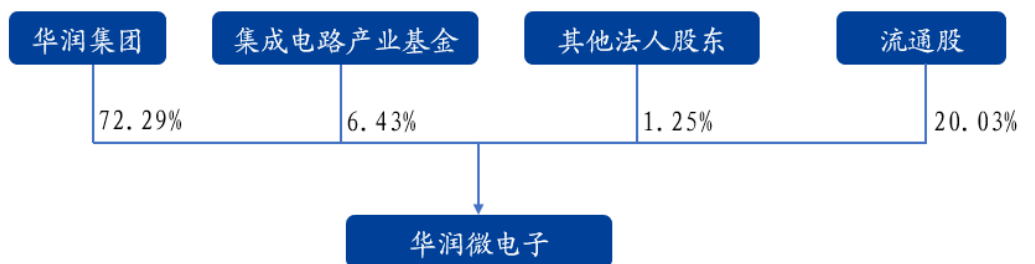 华润集团
集成电路产业基金
其他法人股东
流通股
72.29%
6.43%
1.25%
20.03%
华润微电子